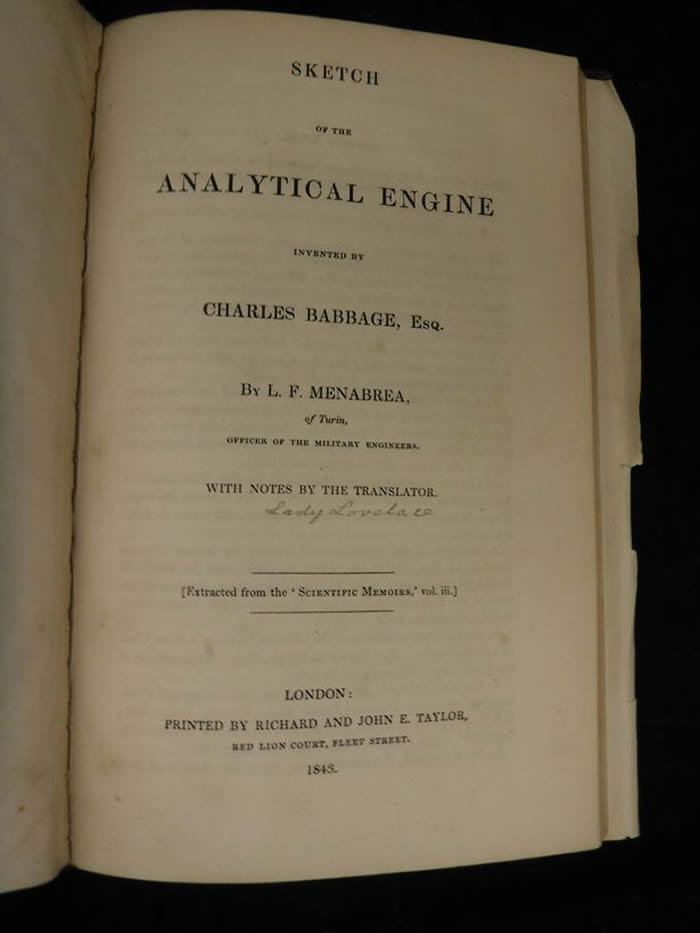 SKETCH
OF THE
ANALYTICAL ENGINE
INVENTED BY
CHARLES BABBAGE, Esq.
By L. F. MENABREA,
of Turin,
OFFICER OF THE MILITARY ENGINEERS.
WITH NOTES BY THE TRANSLATOR.
Lady Lovelace
[Extracted from the ‘ Scientific Memoirs,’ vol. iii.]
LONDON:
PRINTED BY RICHARD AND JOHN E. TAYLOR,
RED LION COURT, FLEET STREET.
1843.